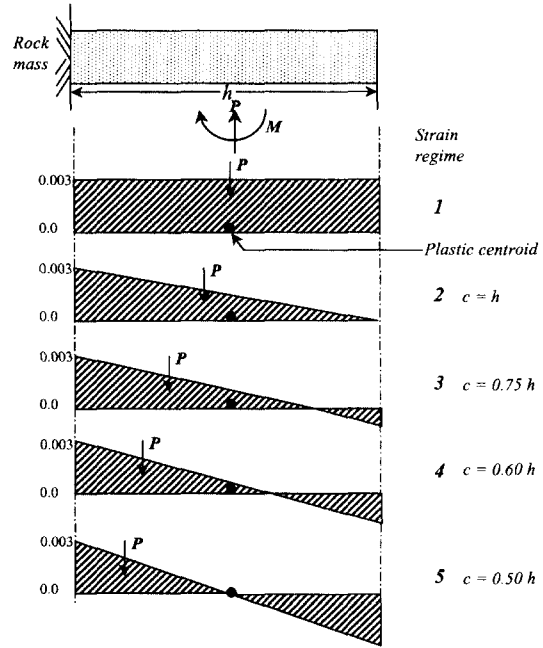 Rock
mass
h
P
M
Strain
regime
P
0.003
1
0.0
Plastic centroid
0.003
P
2 c = h
0.0
0.003
P
3 c = 0.75 h
0.0
0.003
P
4 c = 0.60 h
0.0
0.003
P
5 c = 0.50 h
0.0